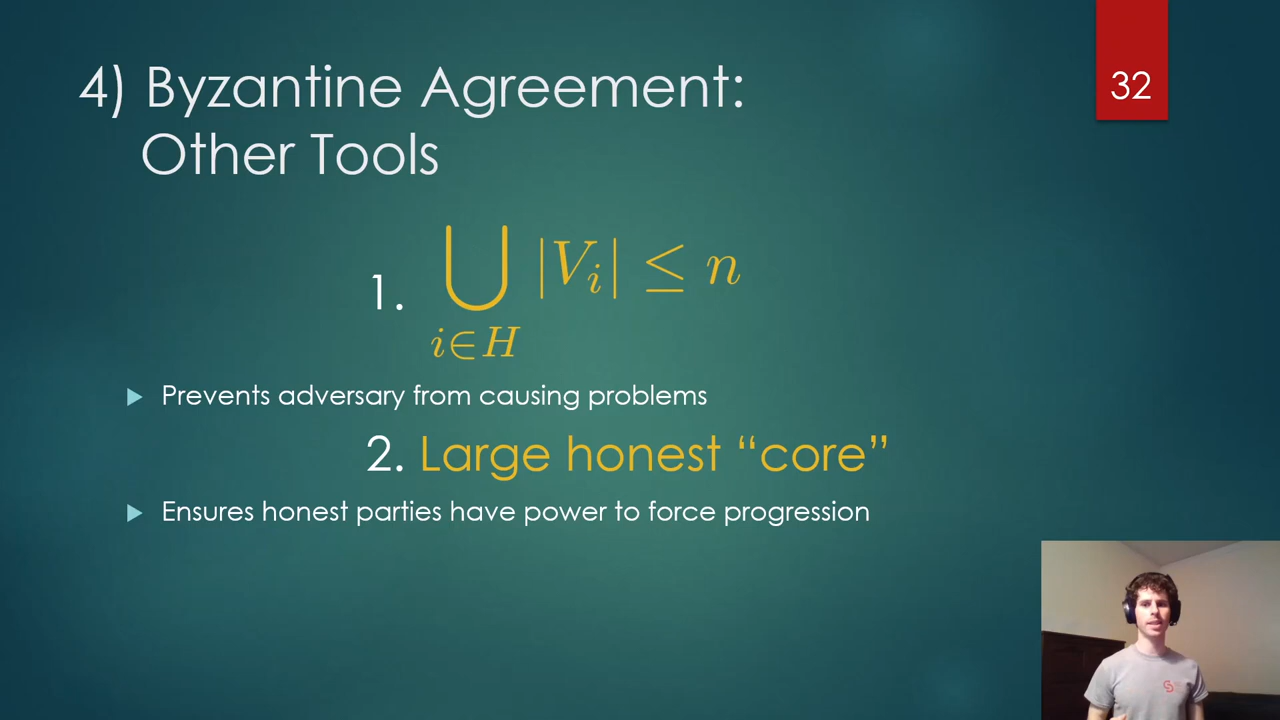 4) Byzantine Agreement:
Other Tools
32
1. ⋃_{i∈H} |V_i| ≤ n
Prevents adversary from causing problems
2. Large honest “core”
Ensures honest parties have power to force progression